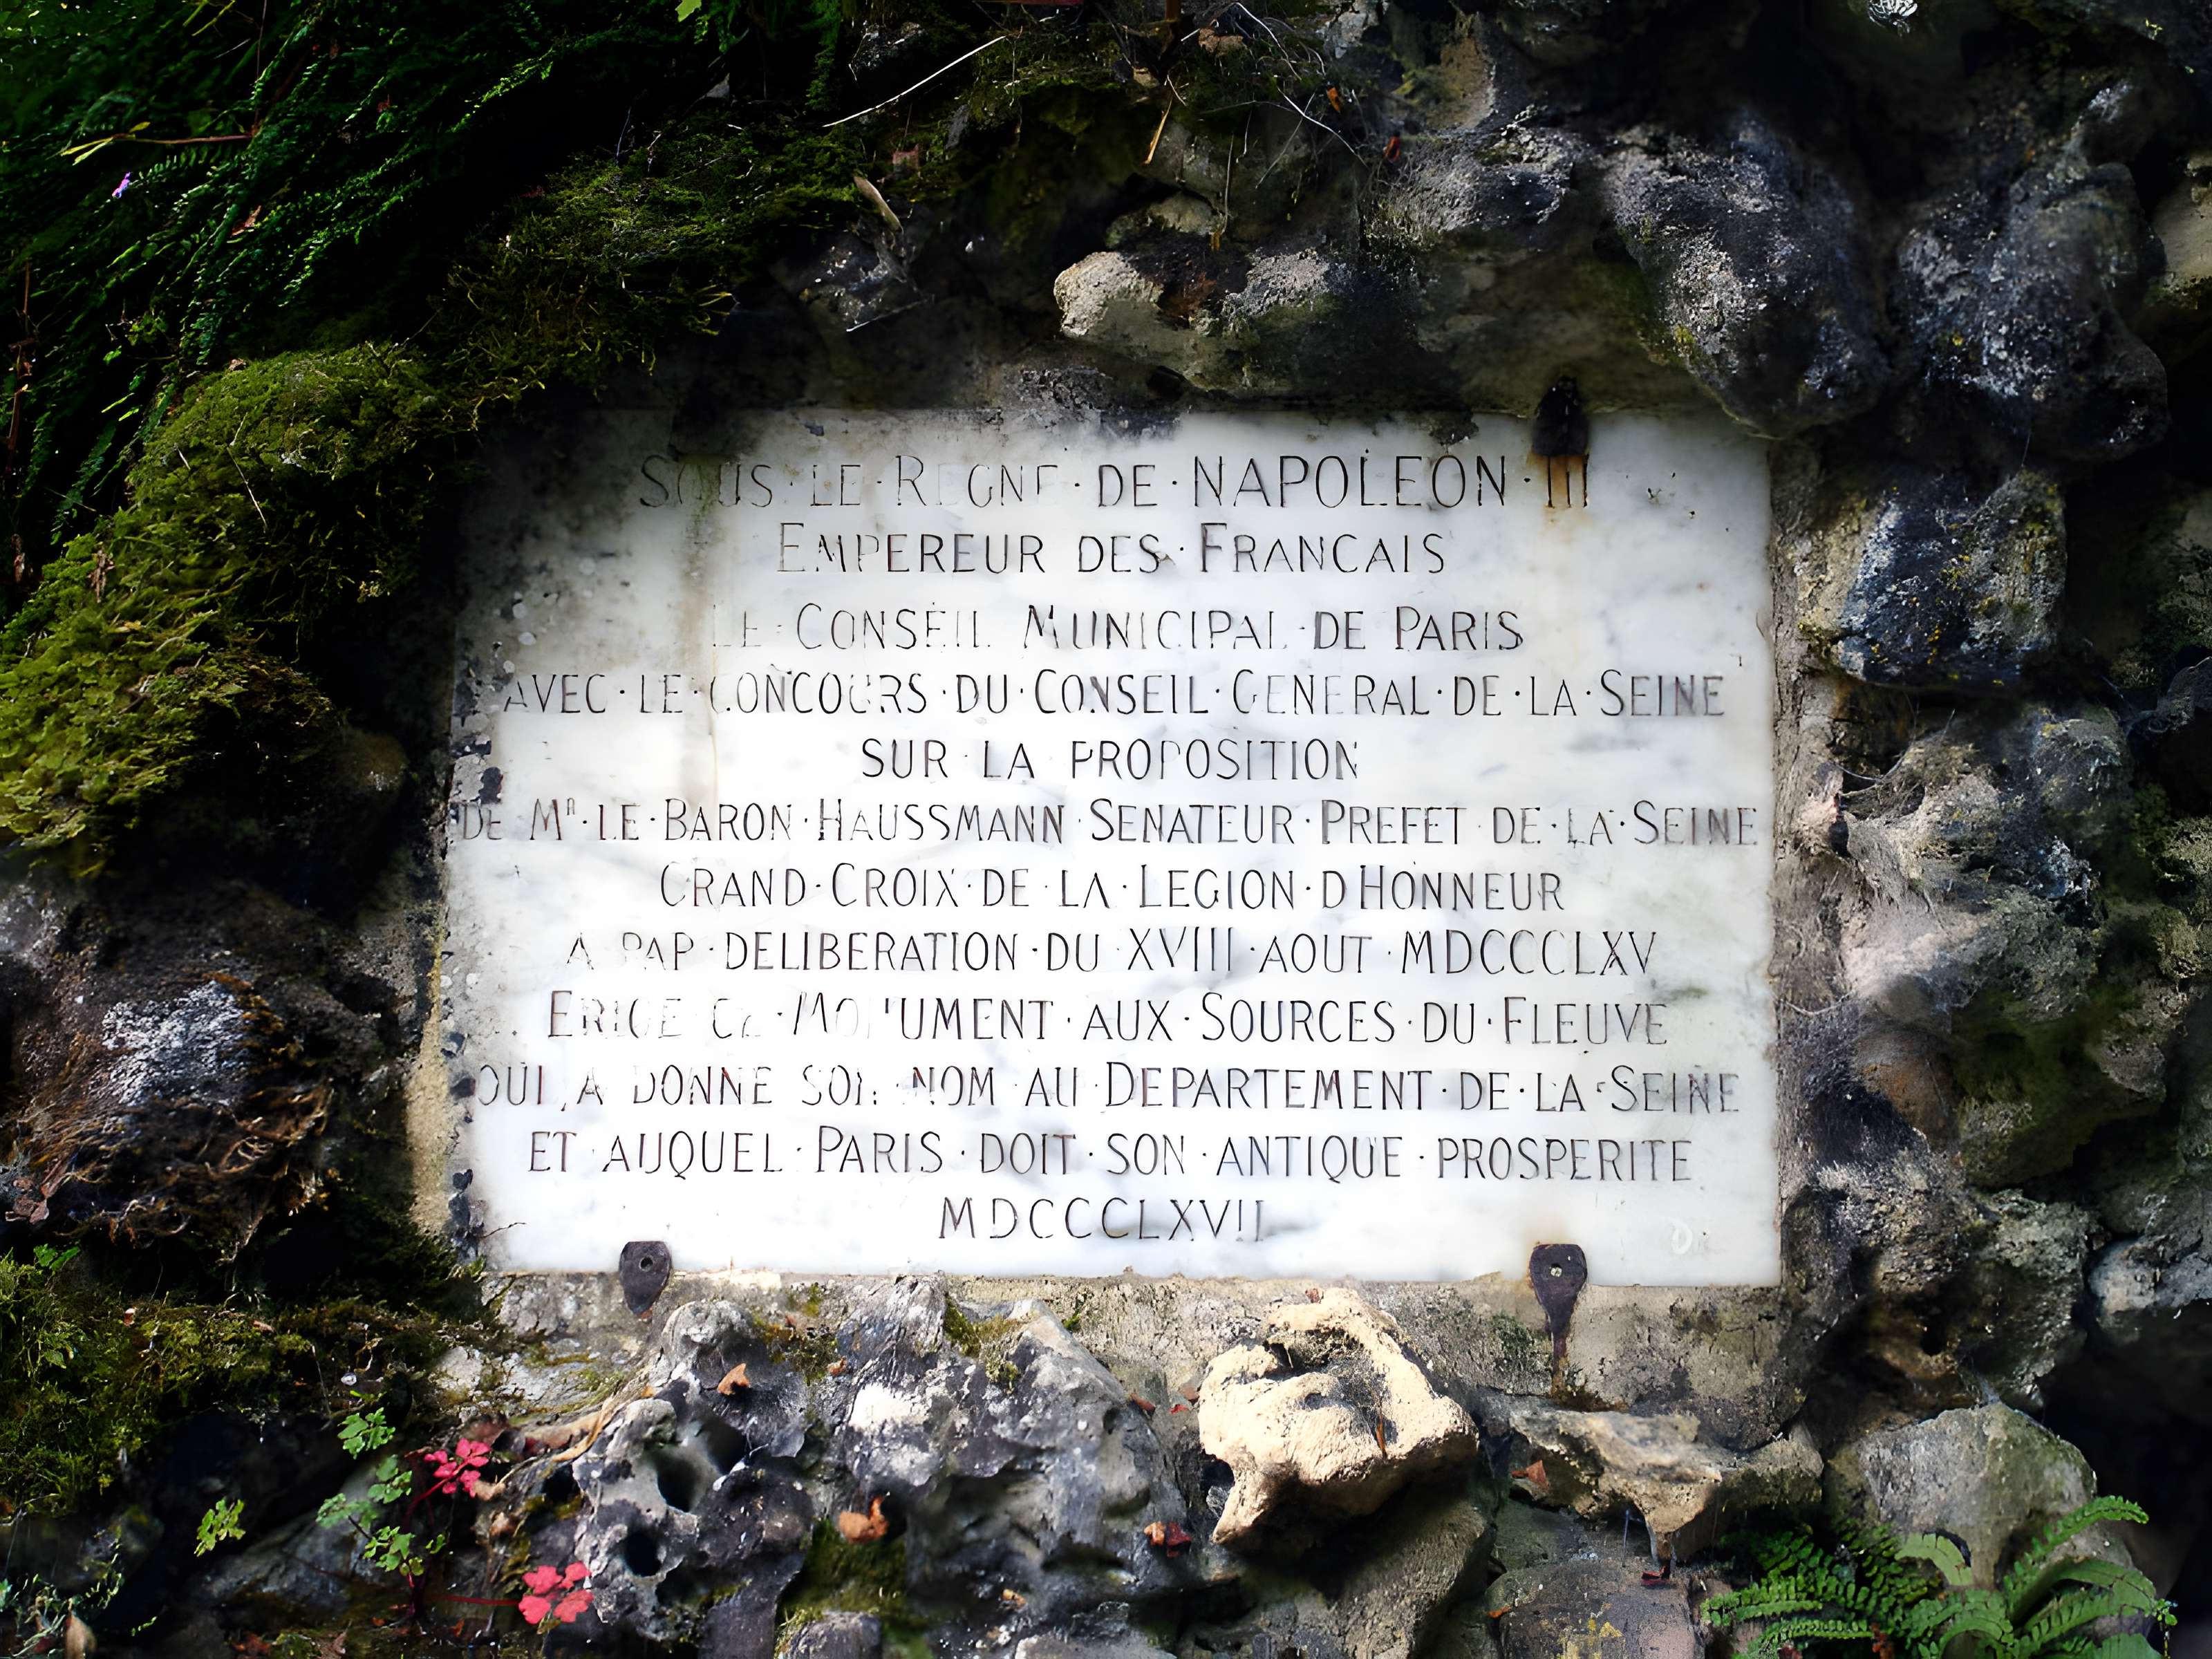 SOUS · LE · REGNE · DE · NAPOLEON · III
EMPEREUR DES · FRANCAIS
LE · CONSEIL MUNICIPAL · DE PARIS
AVEC · LE · CONCOURS · DU · CONSEIL · GENERAL · DE · LA · SEINE
SUR · LA PROPOSITION
DE Mʀ · LE · BARON · HAUSSMANN SENATEUR · PREFET DE · LA · SEINE
GRAND · CROIX · DE · LA · LEGION · D HONNEUR
A PAR · DELIBERATION · DU · XVIII · AOUT · MDCCCLXV
ERIGE CE · MONUMENT · AUX · SOURCES · DU · FLEUVE
QUI A DONNE SON NOM AU · DEPARTEMENT · DE · LA · SEINE
ET · AUQUEL · PARIS · DOIT · SON · ANTIQUE · PROSPERITE
MDCCCLXVII